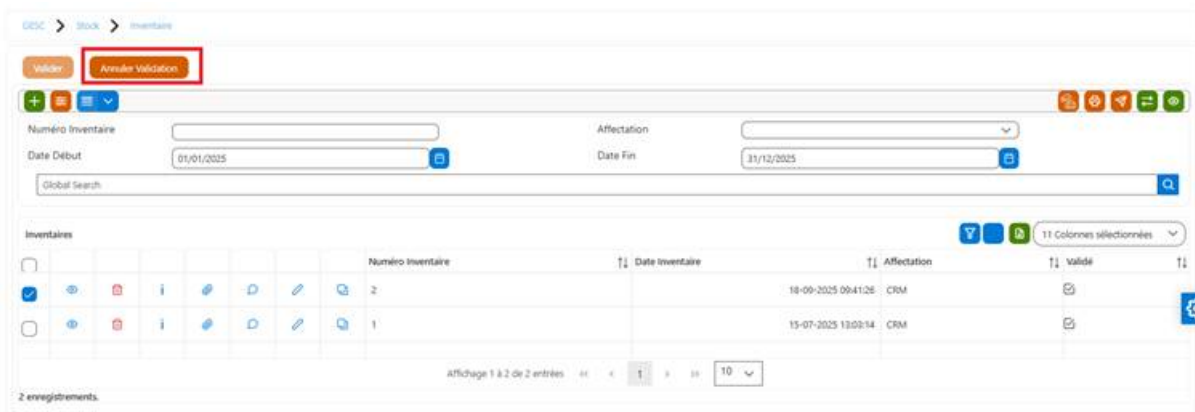 GESC > Stock > Inventaire
Valider Annuler Validation
Numéro Inventaire Affectation
Date Début 01/01/2025 Date Fin 31/12/2025
Global Search
Inventaires 11 Colonnes sélectionnées
Numéro Inventaire Date Inventaire Affectation Validé
2 18-09-2025 09:41:26 CRM
1 15-07-2025 13:03:14 CRM
Affichage 1 à 2 de 2 entrées 1 10
2 enregistrements.